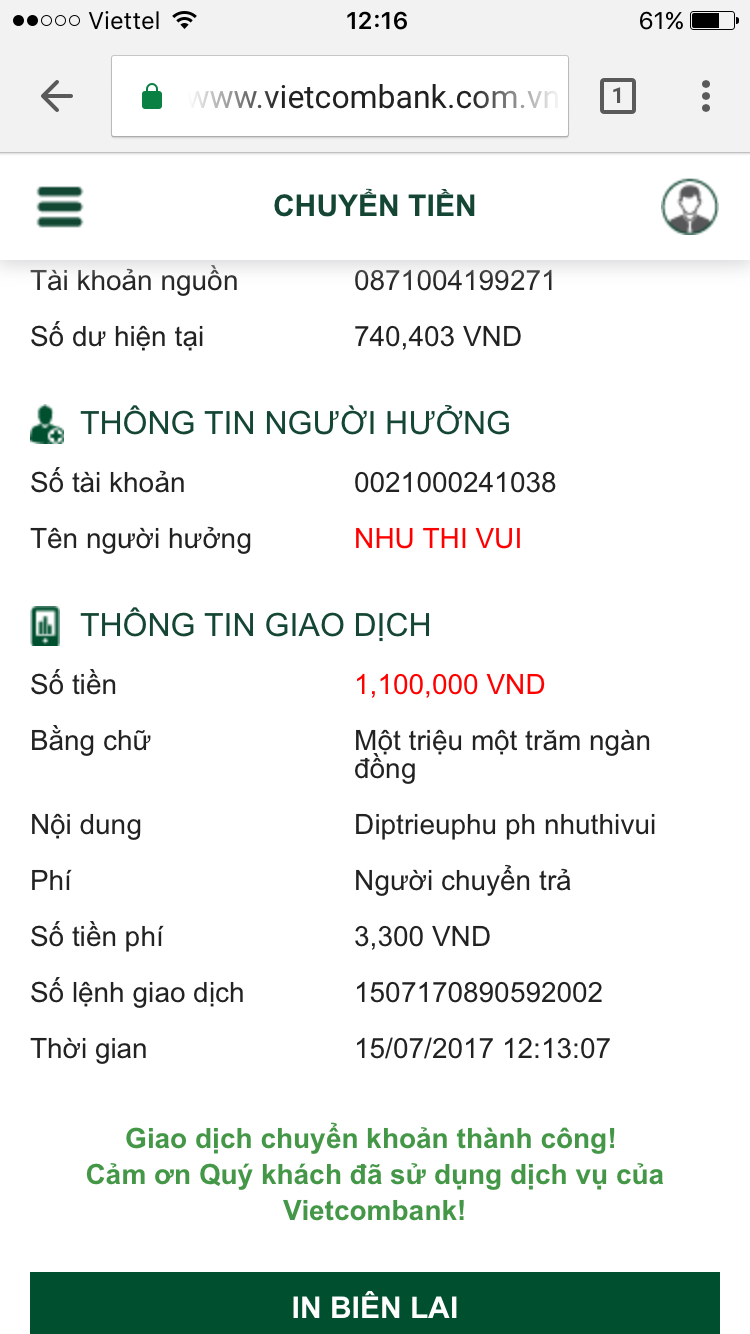 Viettel 12:16 61%
www.vietcombank.com.vn 1
CHUYỂN TIỀN
Tài khoản nguồn 0871004199271
Số dư hiện tại 740,403 VND
THÔNG TIN NGƯỜI HƯỞNG
Số tài khoản 0021000241038
Tên người hưởng NHU THI VUI
THÔNG TIN GIAO DỊCH
Số tiền 1,100,000 VND
Bằng chữ Một triệu một trăm ngàn
đồng
Nội dung Diptrieuphu ph nhuthivui
Phí Người chuyển trả
Số tiền phí 3,300 VND
Số lệnh giao dịch 1507170890592002
Thời gian 15/07/2017 12:13:07
Giao dịch chuyển khoản thành công!
Cảm ơn Quý khách đã sử dụng dịch vụ của
Vietcombank!
IN BIÊN LAI